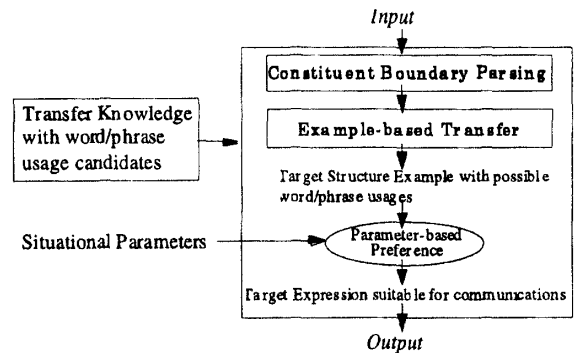 Input
Constituent Boundary Parsing
Transfer Knowledge
with word/phrase
usage candidates
Example-based Transfer
Target Structure Example with possible
word/phrase usages
Situational Parameters
Parameter-based
Preference
Target Expression suitable for communications
Output